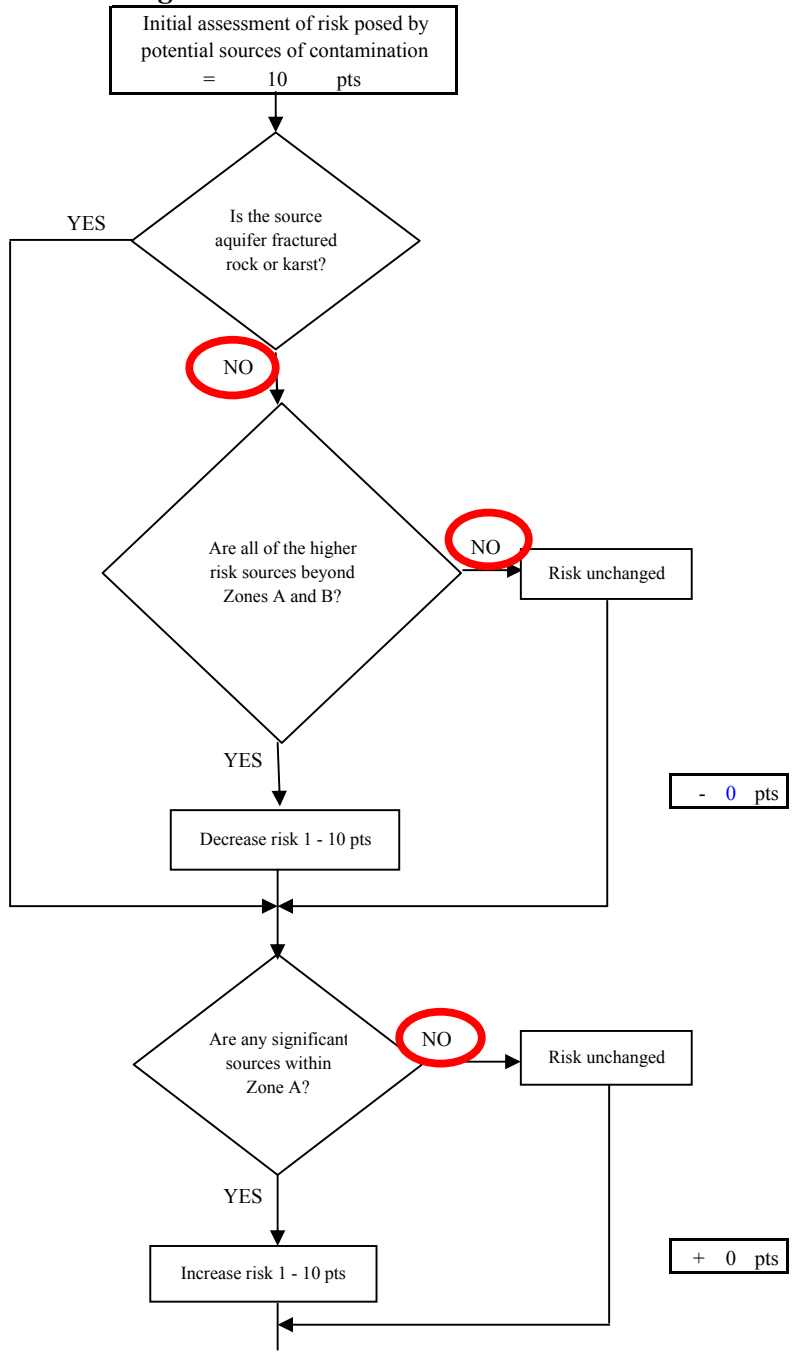 Initial assessment of risk posed by
potential sources of contamination
= 10 pts
YES
Is the source
aquifer fractured
rock or karst?
NO
Are all of the higher
risk sources beyond
Zones A and B?
NO
Risk unchanged
YES
- 0 pts
Decrease risk 1 - 10 pts
Are any significant
sources within
Zone A?
NO
Risk unchanged
YES
Increase risk 1 - 10 pts
+ 0 pts